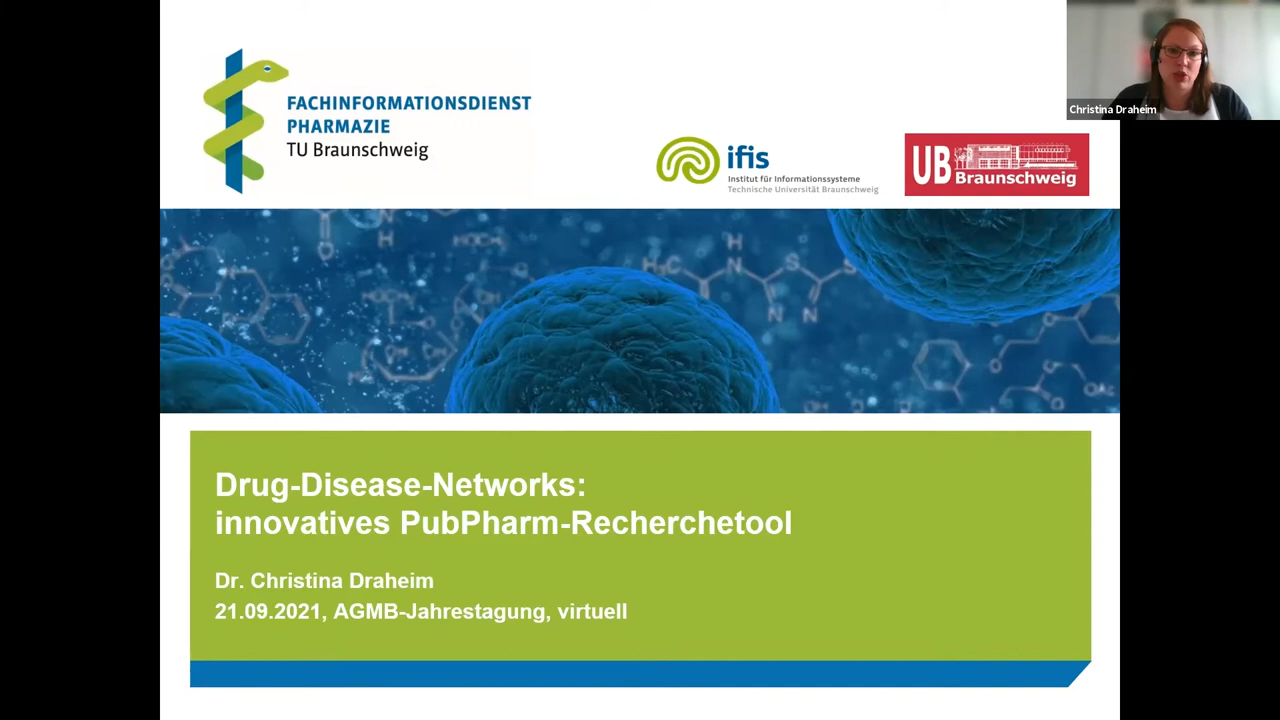 Christina Draheim
FACHINFORMATIONSDIENST
PHARMAZIE
TU Braunschweig
ifis
Institut für Informationssysteme
Technische Universität Braunschweig
UB
Braunschweig
H
H₃C
N
S
S
N
N
Drug-Disease-Networks:
innovatives PubPharm-Recherchetool
Dr. Christina Draheim
21.09.2021, AGMB-Jahrestagung, virtuell